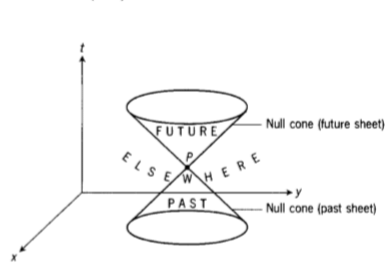 t
FUTURE
Null cone (future sheet)
P
ELSEWHERE
y
PAST
Null cone (past sheet)
x